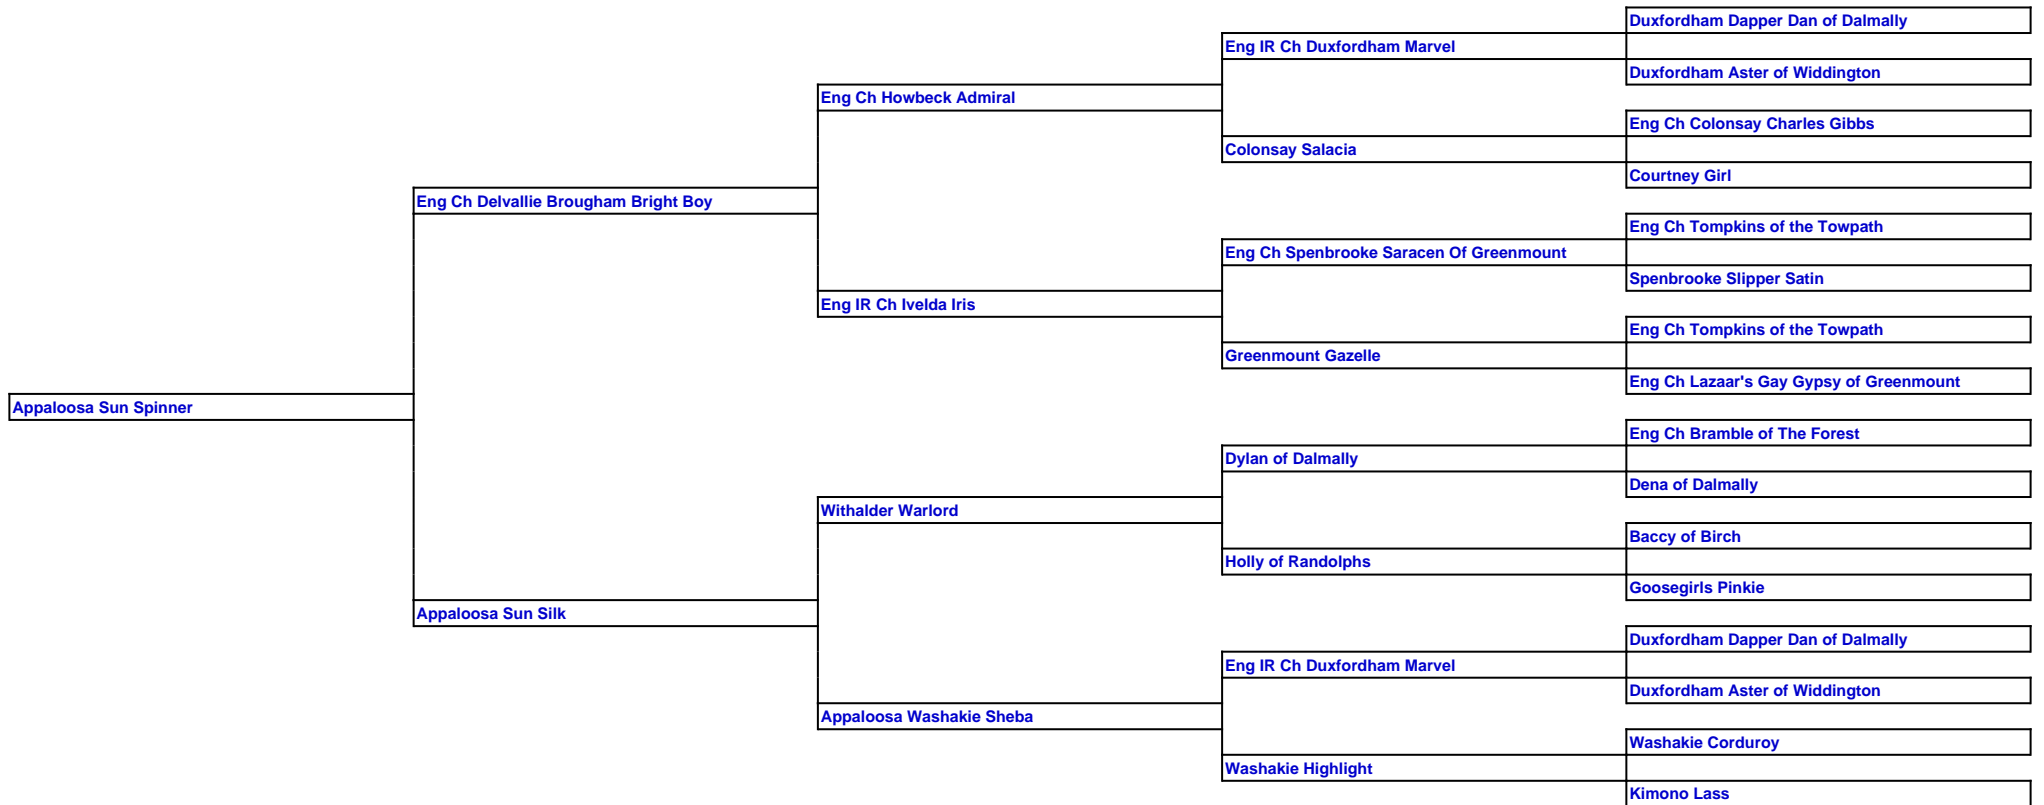 Duxfordham Dapper Dan of Dalmally
Eng IR Ch Duxfordham Marvel
Duxfordham Aster of Widdington
Eng Ch Howbeck Admiral
Eng Ch Colonsay Charles Gibbs
Colonsay Salacia
Courtney Girl
Eng Ch Delvallie Brougham Bright Boy
Eng Ch Tompkins of the Towpath
Eng Ch Spenbrooke Saracen Of Greenmount
Spenbrooke Slipper Satin
Eng IR Ch Ivelda Iris
Eng Ch Tompkins of the Towpath
Greenmount Gazelle
Eng Ch Lazaar's Gay Gypsy of Greenmount
Appaloosa Sun Spinner
Eng Ch Bramble of The Forest
Dylan of Dalmally
Dena of Dalmally
Withalder Warlord
Baccy of Birch
Holly of Randolphs
Goosegirls Pinkie
Appaloosa Sun Silk
Duxfordham Dapper Dan of Dalmally
Eng IR Ch Duxfordham Marvel
Duxfordham Aster of Widdington
Appaloosa Washakie Sheba
Washakie Corduroy
Washakie Highlight
Kimono Lass